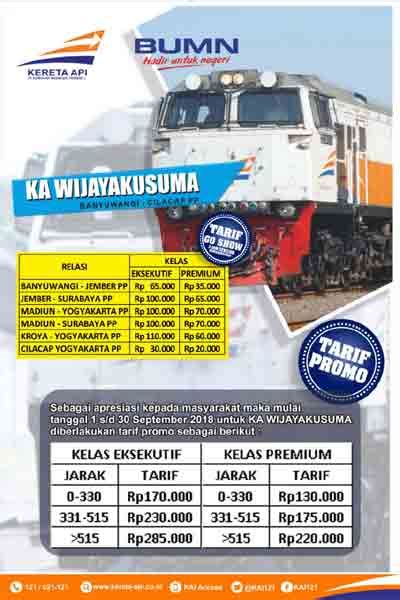 KERETA API
BUMN
Hadir untuk negeri
KA WIJAYAKUSUMA
BANYUWANGI - CILACAP PP
TARIF
GO SHOW
RELASI KELAS
EKSEKUTIF PREMIUM
BANYUWANGI - JEMBER PP Rp 65.000 Rp 35.000
JEMBER - SURABAYA PP Rp 100.000 Rp 65.000
MADIUN - YOGYAKARTA PP Rp 100.000 Rp 70.000
MADIUN - SURABAYA PP Rp 100.000 Rp 70.000
KROYA - YOGYAKARTA PP Rp 110.000 Rp 60.000
CILACAP YOGYAKARTA PP Rp 30.000 Rp 20.000
TARIF
PROMO
Sebagai apresiasi kepada masyarakat maka mulai
tanggal 1 s/d 30 September 2018 untuk KA WIJAYAKUSUMA
diberlakukan tarif promo sebagai berikut :
KELAS EKSEKUTIF KELAS PREMIUM
JARAK TARIF JARAK TARIF
0-330 Rp170.000 0-330 Rp130.000
331-515 Rp230.000 331-515 Rp175.000
>515 Rp285.000 >515 Rp220.000
121 / 021-121 www.kereta-api.co.id KAI Access @KAI121 KAI121